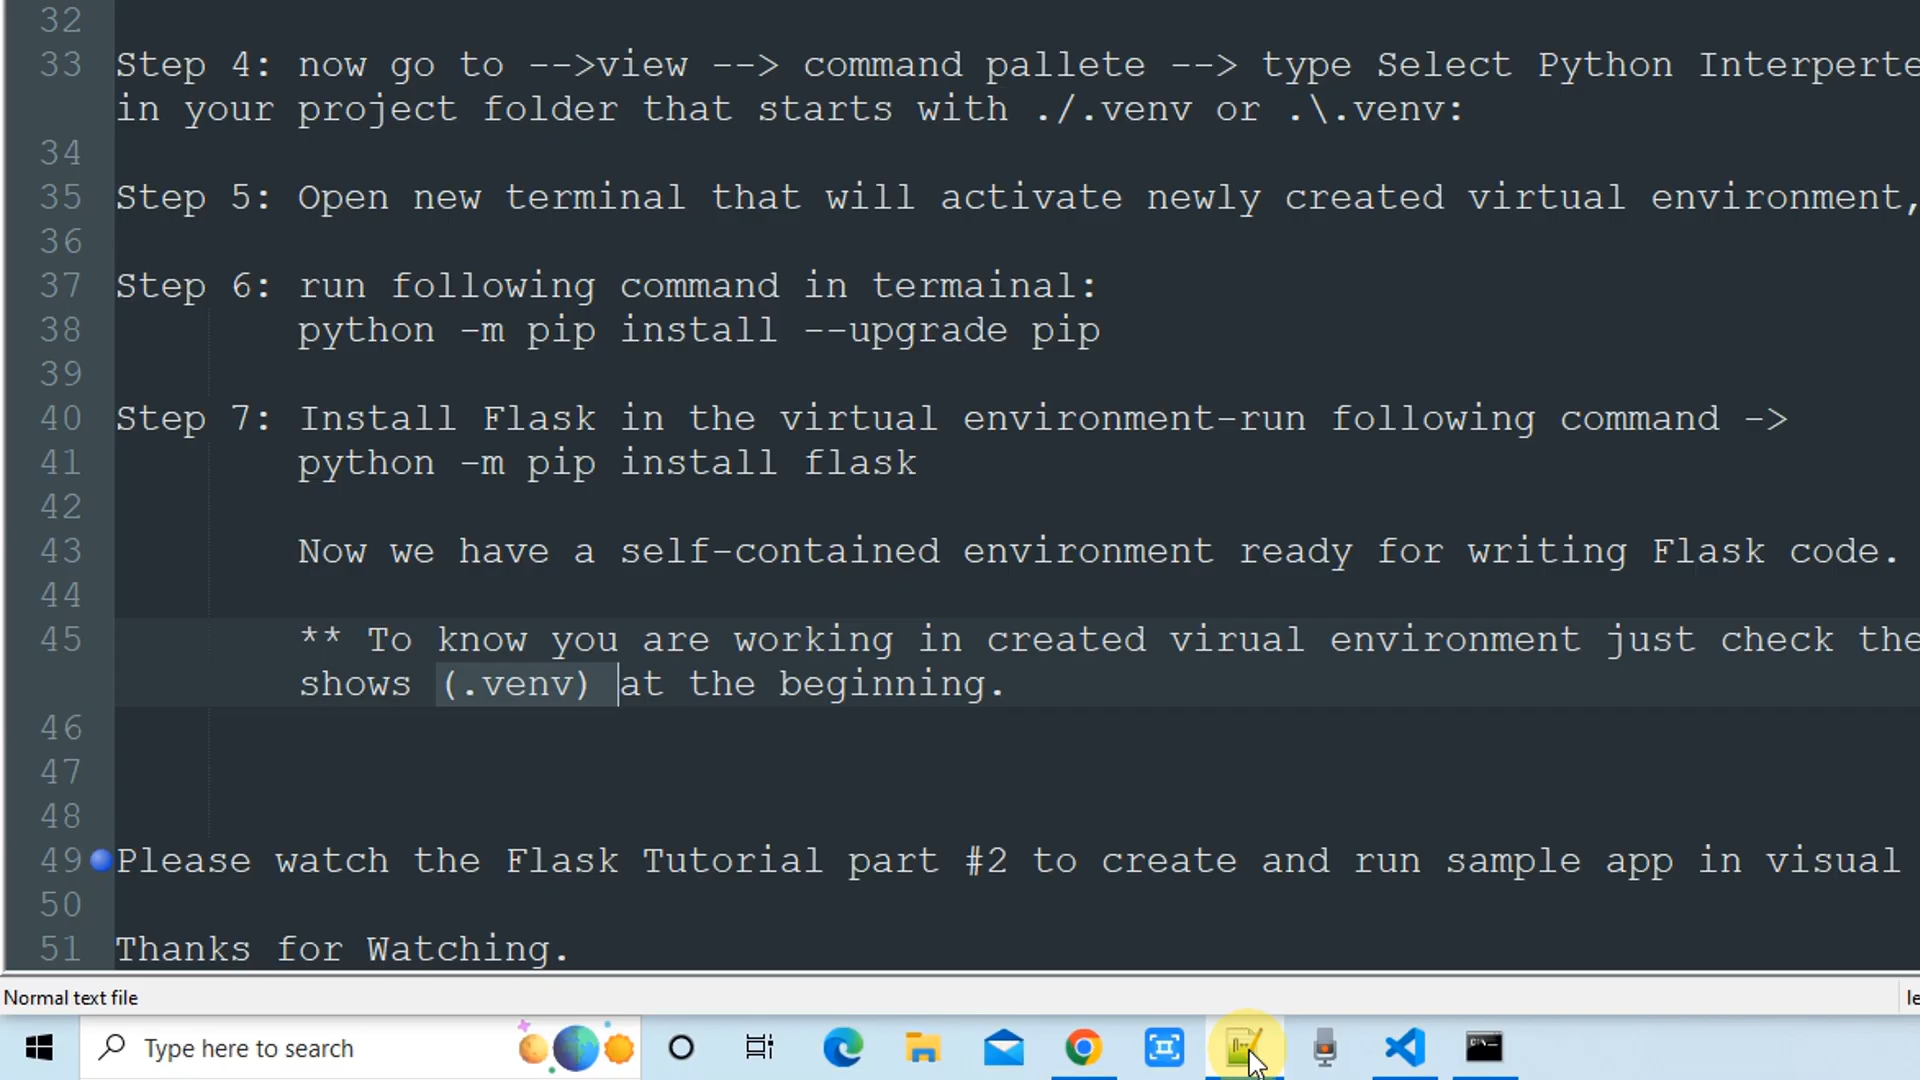 32
33 Step 4: now go to -->view --> command pallete --> type Select Python Interperte
in your project folder that starts with ./.venv or .\.venv:
34
35 Step 5: Open new terminal that will activate newly created virtual environment,
36
37 Step 6: run following command in termainal:
38 python -m pip install --upgrade pip
39
40 Step 7: Install Flask in the virtual environment-run following command ->
41 python -m pip install flask
42
43 Now we have a self-contained environment ready for writing Flask code.
44
45 ** To know you are working in created virual environment just check the
shows (.venv) at the beginning.
46
47
48
49 Please watch the Flask Tutorial part #2 to create and run sample app in visual
50
51 Thanks for Watching.
Normal text file
le
Type here to search